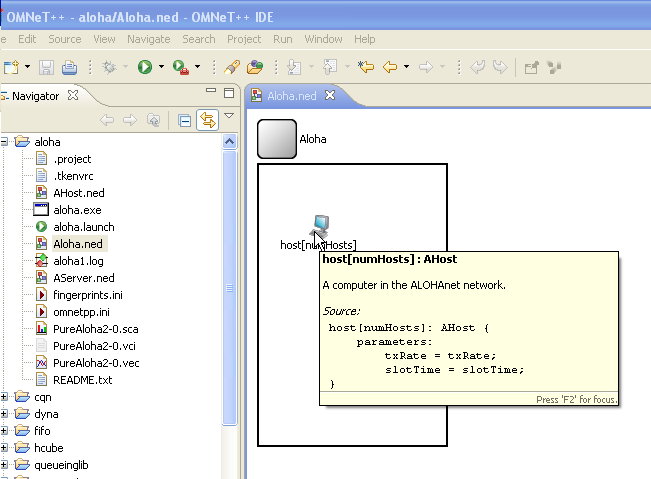 OMNeT++ - aloha/Aloha.ned - OMNeT++ IDE
e Edit Source View Navigate Search Project Run Window Help
Navigator
Aloha.ned
aloha
.project
.tkenvrc
AHost.ned
aloha.exe
aloha.launch
Aloha.ned
aloha1.log
AServer.ned
fingerprints.ini
omnetpp.ini
PureAloha2-0.sca
PureAloha2-0.vci
PureAloha2-0.vec
README.txt
cqn
dyna
fifo
hcube
queueinglib
Aloha
host[numHosts]
host[numHosts] : AHost
A computer in the ALOHAnet network.
Source:
host[numHosts]: AHost {
parameters:
txRate = txRate;
slotTime = slotTime;
}
Press 'F2' for focus.